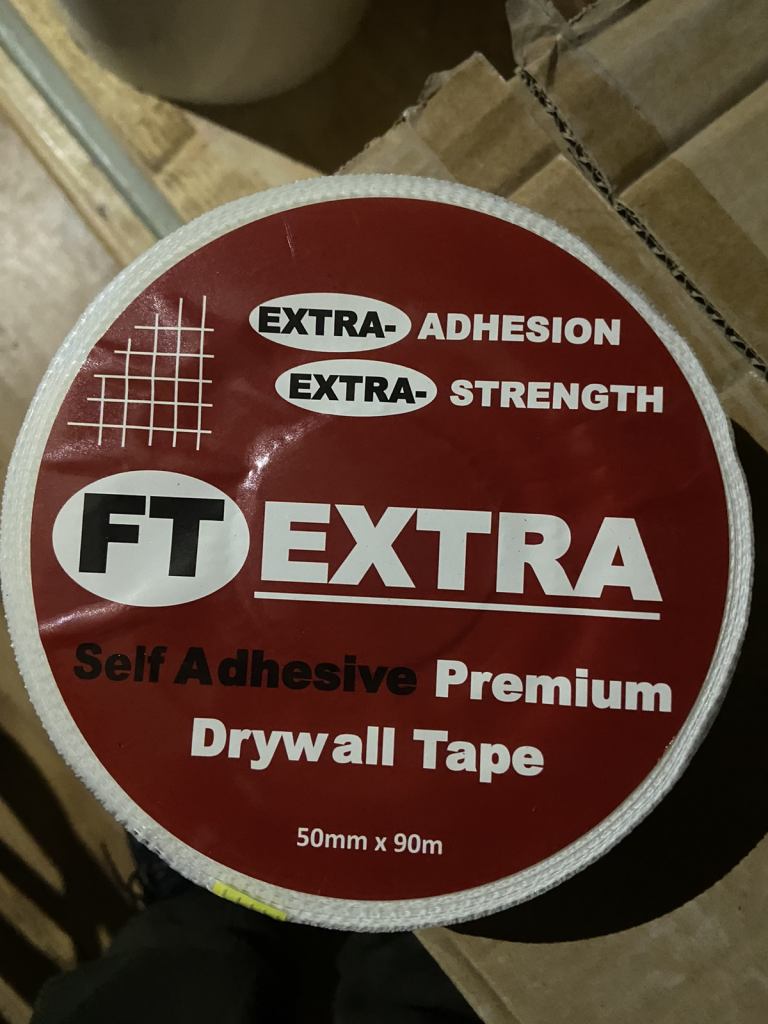 EXTRA- ADHESION
EXTRA- STRENGTH
FT EXTRA
Self Adhesive Premium
Drywall Tape
50mm x 90m